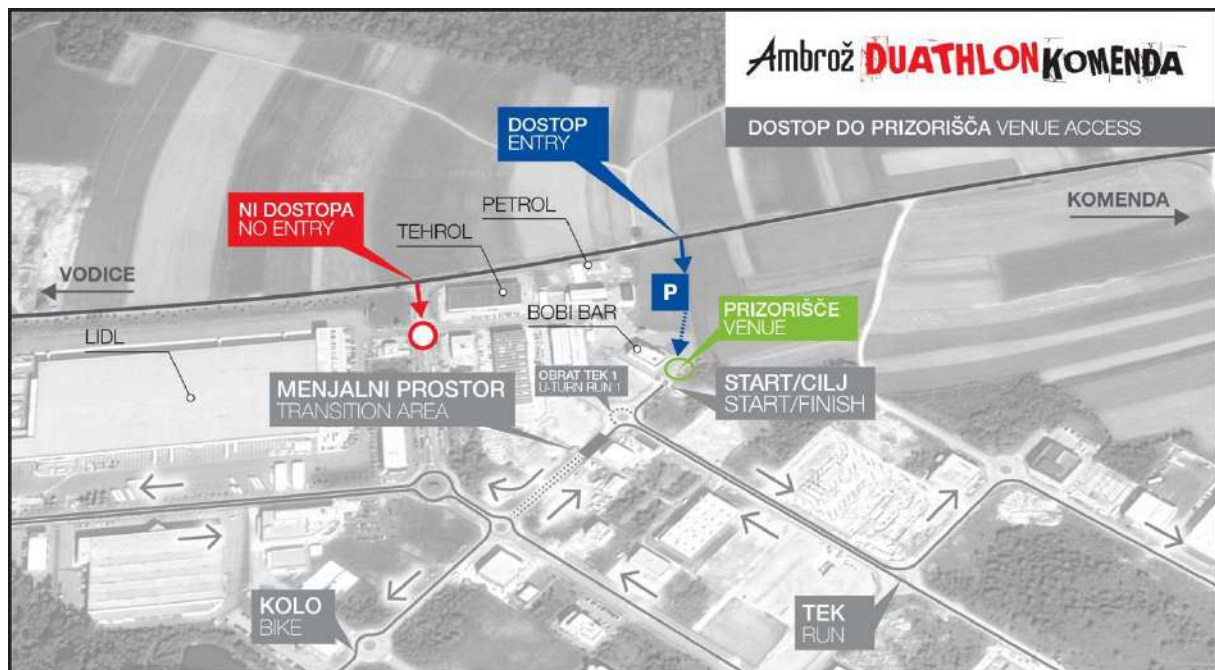 Ambrož DUATHLON KOMENDA
DOSTOP DO PRIZORIŠČA VENUE ACCESS
DOSTOP
ENTRY
KOMENDA
NI DOSTOPA
NO ENTRY
PETROL
TEHROL
VODICE
P
PRIZORIŠČE
VENUE
BOBI BAR
LIDL
OBRAT TEK 1
U-TURN RUN 1
MENJALNI PROSTOR
TRANSITION AREA
START/CILJ
START/FINISH
KOLO
BIKE
TEK
RUN